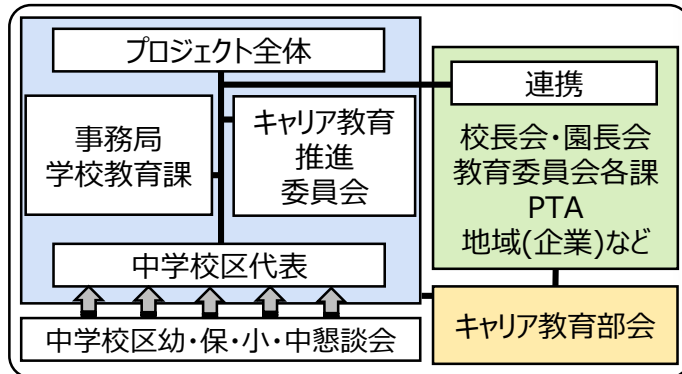 プロジェクト全体
事務局
学校教育課
キャリア教育
推進
委員会
中学校区代表
中学校区幼・保・小・中懇談会
連携
校長会・園長会
教育委員会各課
PTA
地域(企業)など
キャリア教育部会